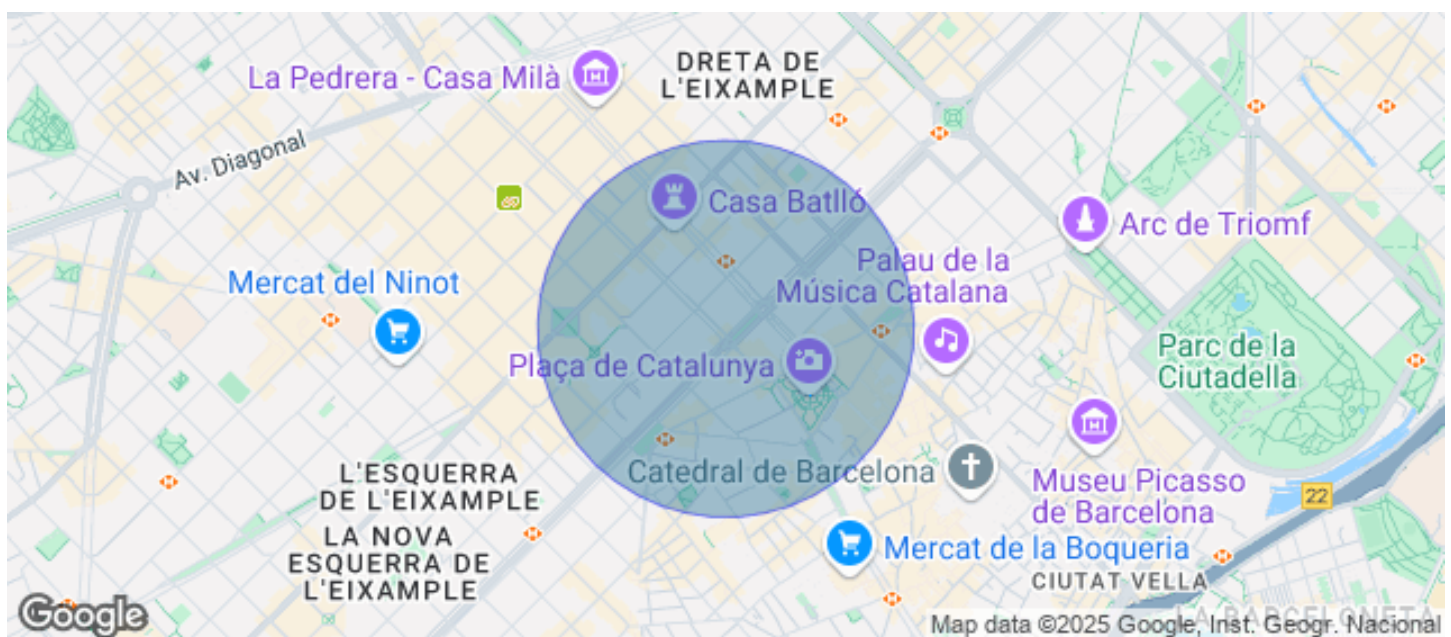 DRETA DE
L'EIXAMPLE
La Pedrera - Casa Milà
Av. Diagonal
Casa Batlló
Arc de Triomf
Palau de la
Música Catalana
Mercat del Ninot
Plaça de Catalunya
Parc de la
Ciutadella
L'ESQUERRA
DE L'EIXAMPLE
Catedral de Barcelona
Museu Picasso
de Barcelona
22
LA NOVA
ESQUERRA DE
L'EIXAMPLE
Mercat de la Boqueria
CIUTAT VELLA
LA BARCELONETA
Google
Map data ©2025 Google, Inst. Geogr. Nacional